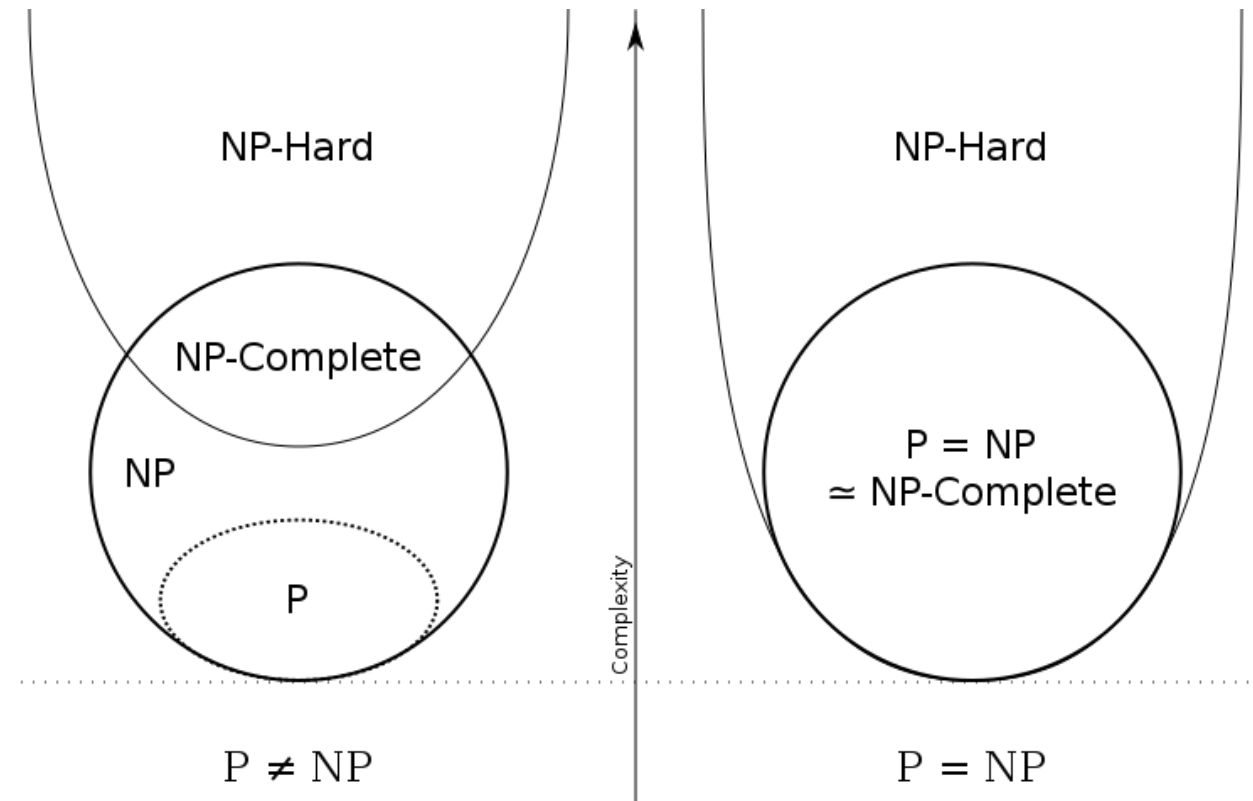 NP-Hard
NP-Complete
NP
P
P ≠ NP
Complexity
NP-Hard
P = NP
≃ NP-Complete
P = NP